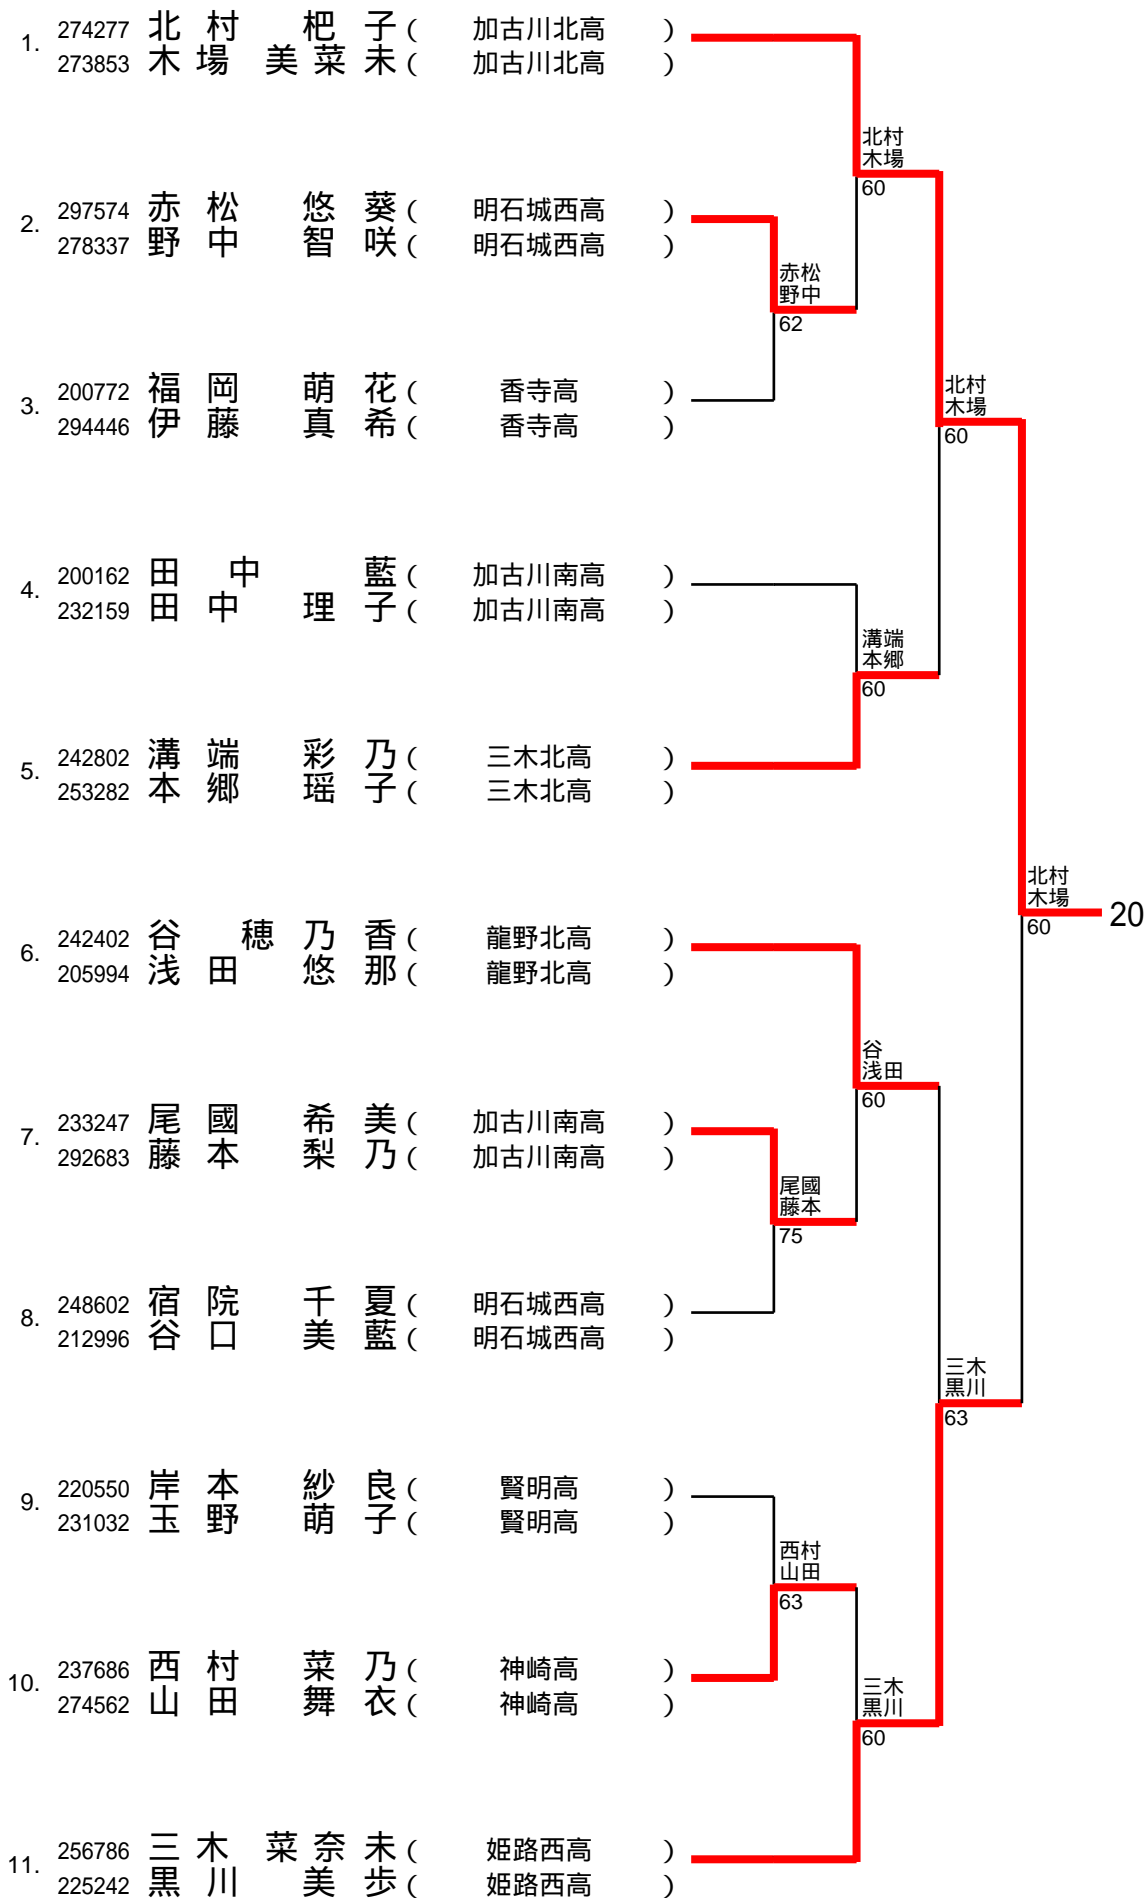 1. 274277 北村 杷子 ( 加古川北高 )
273853 木場 美菜未 ( 加古川北高 )
北村
木場
60
2. 297574 赤松 悠葵 ( 明石城西高 )
278337 野中 智咲 ( 明石城西高 )
赤松
野中
62
3. 200772 福岡 萌花 ( 香寺高 )
294446 伊藤 真希 ( 香寺高 )
北村
木場
60
4. 200162 田中 藍 ( 加古川南高 )
232159 田中 理子 ( 加古川南高 )
溝端
本郷
60
5. 242802 溝端 彩乃 ( 三木北高 )
253282 本郷 瑶子 ( 三木北高 )
北村
木場
60
20
6. 242402 谷 穂乃香 ( 龍野北高 )
205994 浅田 悠那 ( 龍野北高 )
谷
浅田
60
7. 233247 尾國 希美 ( 加古川南高 )
292683 藤本 梨乃 ( 加古川南高 )
尾國
藤本
75
8. 248602 宿院 千夏 ( 明石城西高 )
212996 谷口 美藍 ( 明石城西高 )
三木
黒川
63
9. 220550 岸本 紗良 ( 賢明高 )
231032 玉野 萌子 ( 賢明高 )
西村
山田
63
10. 237686 西村 菜乃 ( 神崎高 )
274562 山田 舞衣 ( 神崎高 )
三木
黒川
60
11. 256786 三木 菜奈未 ( 姫路西高 )
225242 黒川 美歩 ( 姫路西高 )